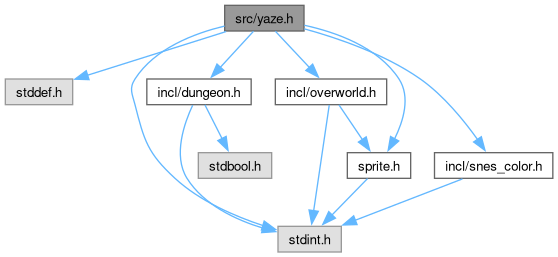 src/yaze.h
stddef.h
incl/dungeon.h
incl/overworld.h
stdbool.h
sprite.h
incl/snes_color.h
stdint.h